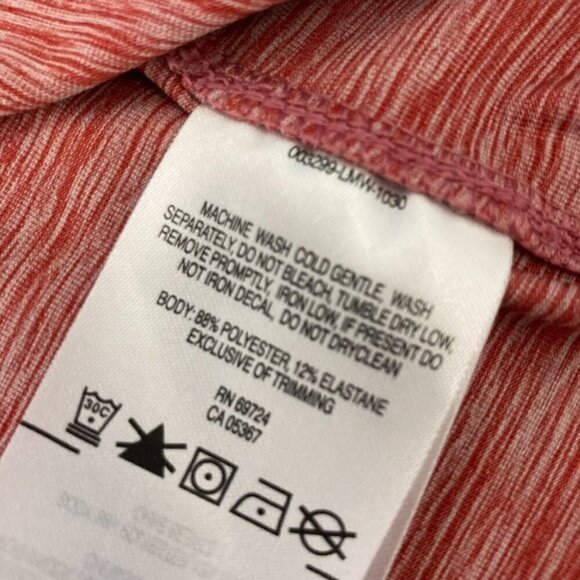 003299-LMW-1030
MACHINE WASH COLD GENTLE. WASH
SEPARATELY. DO NOT BLEACH, TUMBLE DRY LOW,
REMOVE PROMPTLY, IRON LOW, IF PRESENT DO
NOT IRON DECAL, DO NOT DRYCLEAN
BODY: 88% POLYESTER, 12% ELASTANE
EXCLUSIVE OF TRIMMING
RN 69724
CA 05367
30C